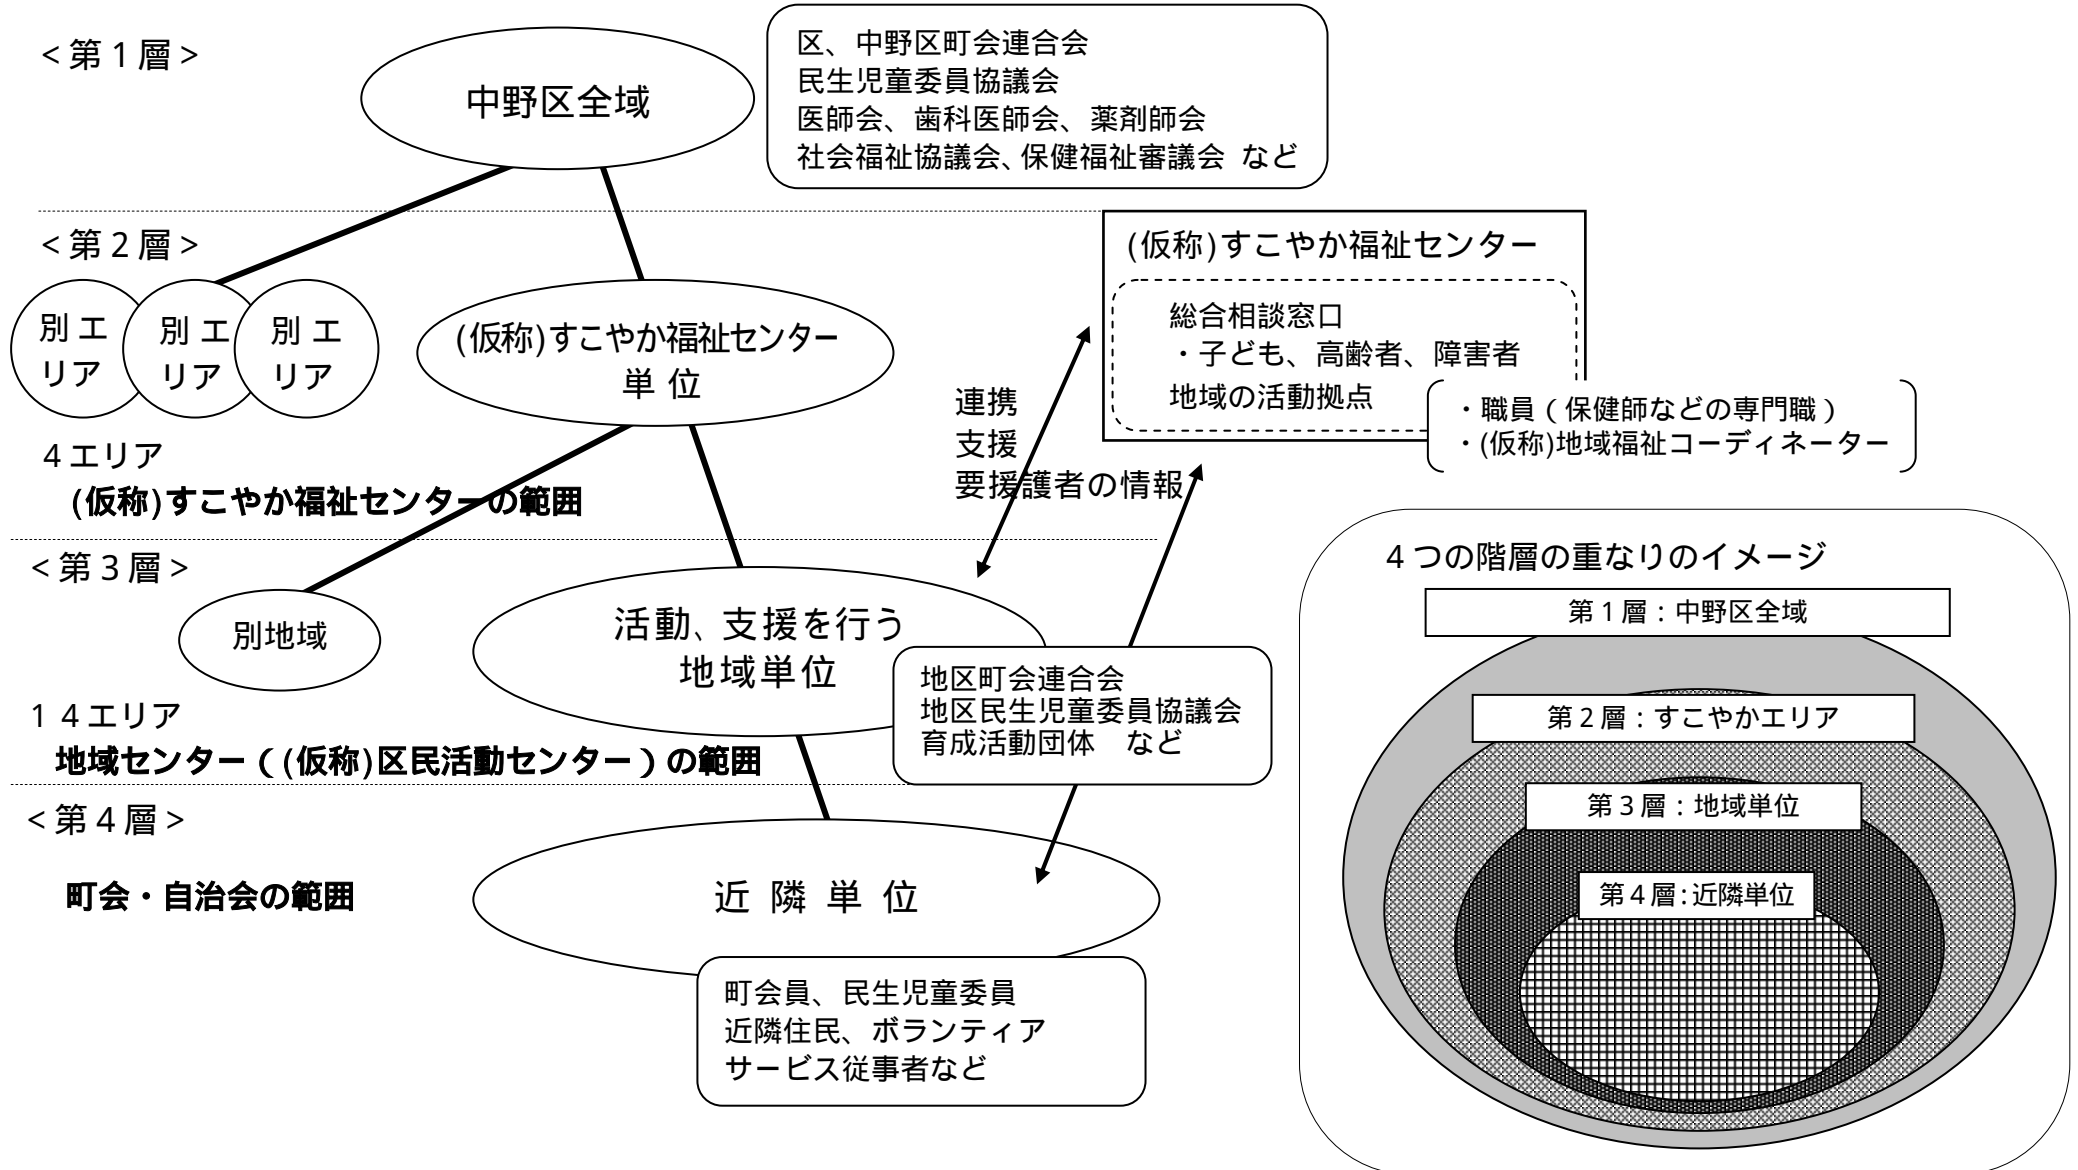 <第1層>
中野区全域
区、中野区町会連合会
民生児童委員協議会
医師会、歯科医師会、薬剤師会
社会福祉協議会、保健福祉審議会 など
<第2層>
別エ
リア
別エ
リア
別エ
リア
(仮称)すこやか福祉センター
単位
4エリア
(仮称)すこやか福祉センターの範囲
(仮称)すこやか福祉センター
総合相談窓口
・子ども、高齢者、障害者
地域の活動拠点
・職員(保健師などの専門職)
・(仮称)地域福祉コーディネーター
連携
支援
要援護者の情報
<第3層>
別地域
活動、支援を行う
地域単位
14エリア
地域センター((仮称)区民活動センター)の範囲
地区町会連合会
地区民生児童委員協議会
育成活動団体 など
<第4層>
町会・自治会の範囲
近隣単位
町会員、民生児童委員
近隣住民、ボランティア
サービス従事者など
4つの階層の重なりのイメージ
第1層:中野区全域
第2層:すこやかエリア
第3層:地域単位
第4層:近隣単位